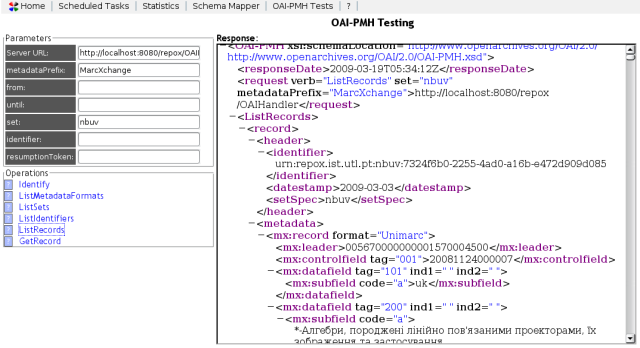 Home | Scheduled Tasks | Statistics | Schema Mapper | OAI-PMH Tests | ? |
OAI-PMH Testing
Parameters
Server URL: http://localhost:8080/repox/OAI
metadataPrefix: MarcXchange
from:
until:
set: nbuv
identifier:
resumptionToken:
Operations
Identify
ListMetadataFormats
ListSets
ListIdentifiers
ListRecords
GetRecord
Response:
−<OAI-PMH xsi:schemaLocation="http://www.openarchives.org/OAI/2.0/
http://www.openarchives.org/OAI/2.0/OAI-PMH.xsd">
<responseDate>2009-03-19T05:34:12Z</responseDate>
<request verb="ListRecords" set="nbuv"
metadataPrefix="MarcXchange">http://localhost:8080/repox
/OAIHandler</request>
−<ListRecords>
−<record>
−<header>
−<identifier>
urn:repox.ist.utl.pt:nbuv:7324f6b0-2255-4ad0-a16b-e472d909d085
</identifier>
<datestamp>2009-03-03</datestamp>
<setSpec>nbuv</setSpec>
</header>
−<metadata>
−<mx:record format="Unimarc">
<mx:leader>005670000000001570004500</mx:leader>
<mx:controlfield tag="001">20081124000007</mx:controlfield>
−<mx:datafield tag="101" ind1=" " ind2=" ">
<mx:subfield code="a">uk</mx:subfield>
</mx:datafield>
−<mx:datafield tag="200" ind1=" " ind2=" ">
−<mx:subfield code="a">
*·Алгебри, породжені лінійно пов'язаними проекторами, їх
зображення та застосування